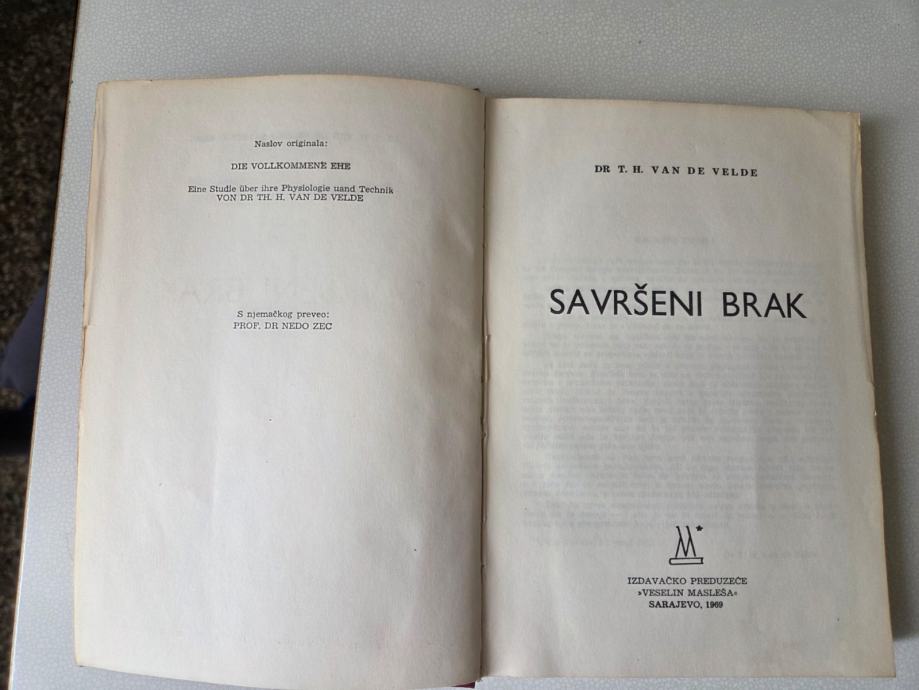 Naslov originala:
DIE VOLLKOMMENE EHE
Eine Studie über ihre Physiologie uand Technik
VON DR TH. H. VAN DE VELDE
S njemačkog preveo:
PROF. DR NEDO ZEC
DR T. H. VAN DE VELDE
SAVRŠENI BRAK
IZDAVAČKO PREDUZEĆE
»VESELIN MASLEŠA«
SARAJEVO, 1969